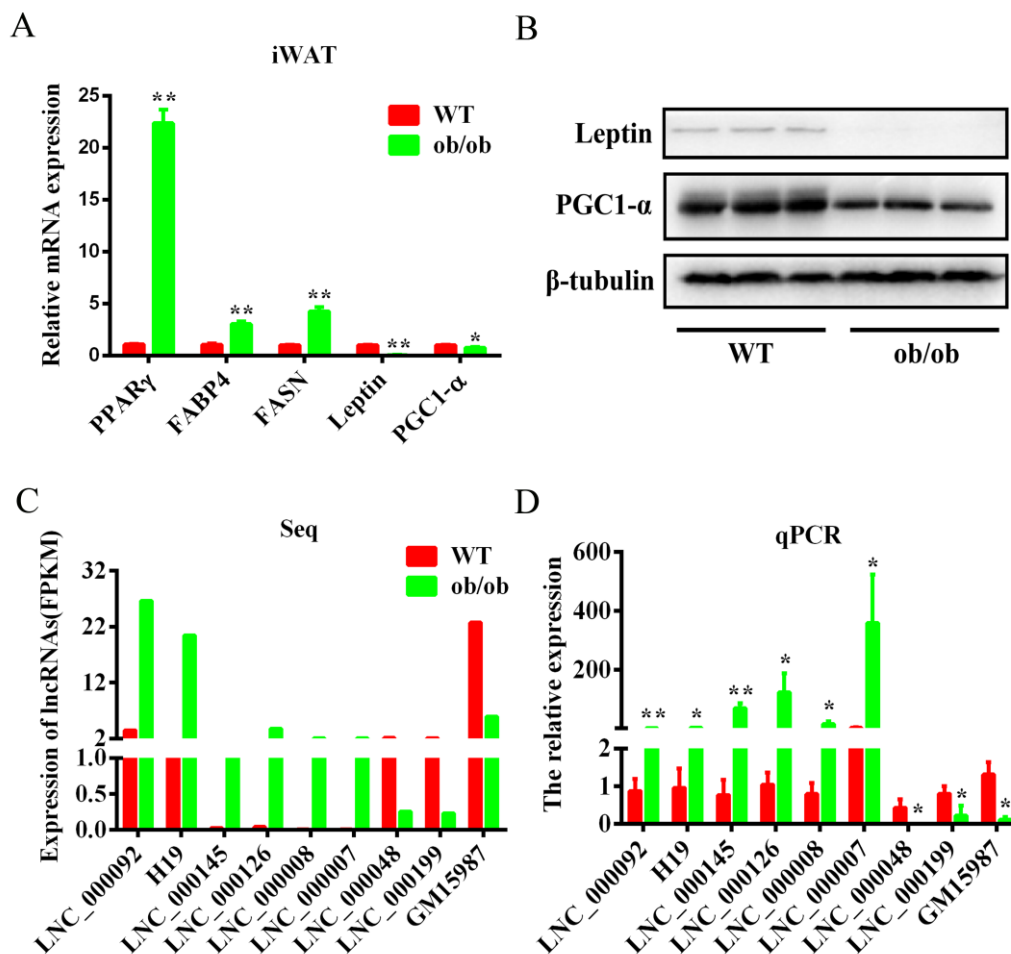 A
iWAT
Relative mRNA expression
25
20
15
10
5
0
**
**
**
**
*
WT
ob/ob
PPARγ
FABP4
FASN
Leptin
PGC1-α
B
Leptin
PGC1-α
β-tubulin
WT
ob/ob
C
Seq
Expression of lncRNAs(FPKM)
32
22
12
2
1.0
0.5
0.0
WT
ob/ob
LNC_0000092
H19
LNC_000145
LNC_000126
LNC_000008
LNC_000007
LNC_000048
LNC_000199
GM15987
D
qPCR
The relative expression
600
400
200
2
1
0
**
*
**
*
*
*
*
*
*
LNC_0000092
H19
LNC_000145
LNC_000126
LNC_000008
LNC_000007
LNC_000048
LNC_000199
GM15987